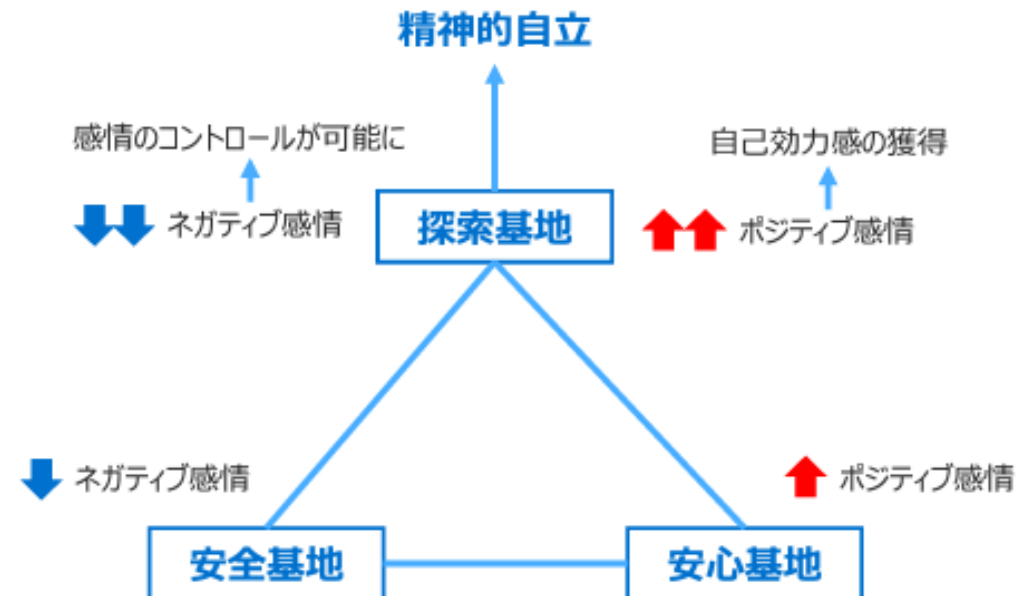 精神的自立
感情のコントロールが可能に
自己効力感の獲得
ネガティブ感情
探索基地
ポジティブ感情
ネガティブ感情
ポジティブ感情
安全基地
安心基地